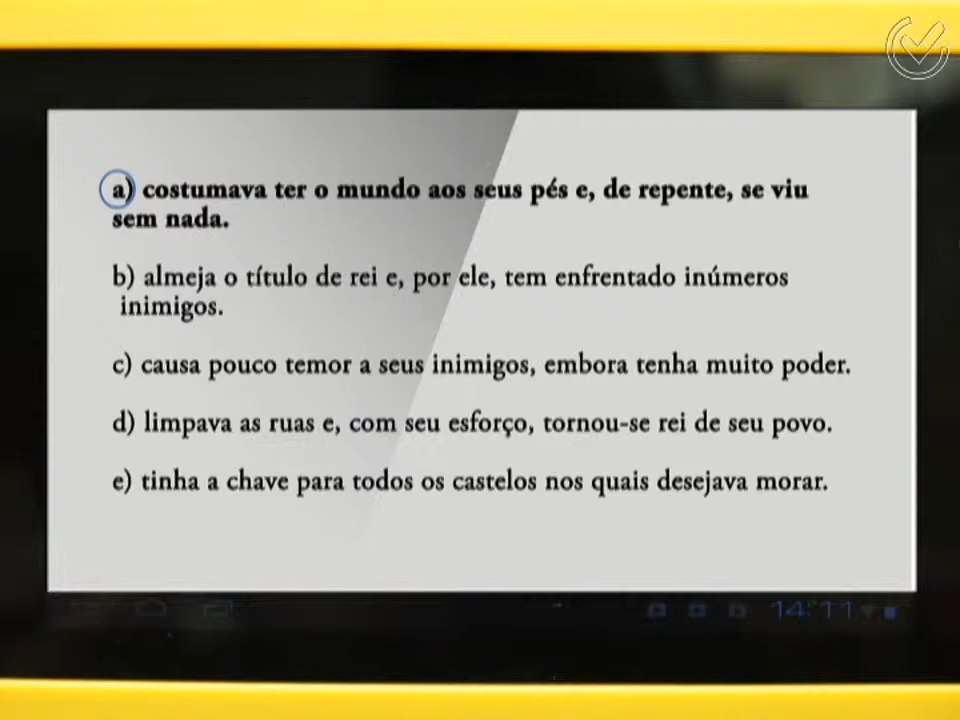 a) costumava ter o mundo aos seus pés e, de repente, se viu
sem nada.
b) almeja o título de rei e, por ele, tem enfrentado inúmeros
inimigos.
c) causa pouco temor a seus inimigos, embora tenha muito poder.
d) limpava as ruas e, com seu esforço, tornou-se rei de seu povo.
e) tinha a chave para todos os castelos nos quais desejava morar.
14:11